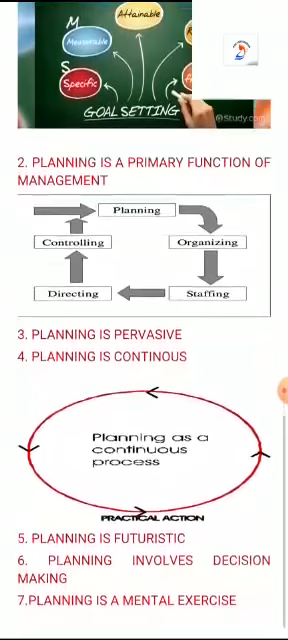 M
Attainable
Measurable
S
Specific
GOAL SETTING
@Study.com
2. PLANNING IS A PRIMARY FUNCTION OF
MANAGEMENT
Planning
Controlling
Organizing
Directing
Staffing
3. PLANNING IS PERVASIVE
4. PLANNING IS CONTINOUS
Planning as a
continuous
process
PRACTICAL ACTION
5. PLANNING IS FUTURISTIC
6. PLANNING INVOLVES DECISION
MAKING
7.PLANNING IS A MENTAL EXERCISE